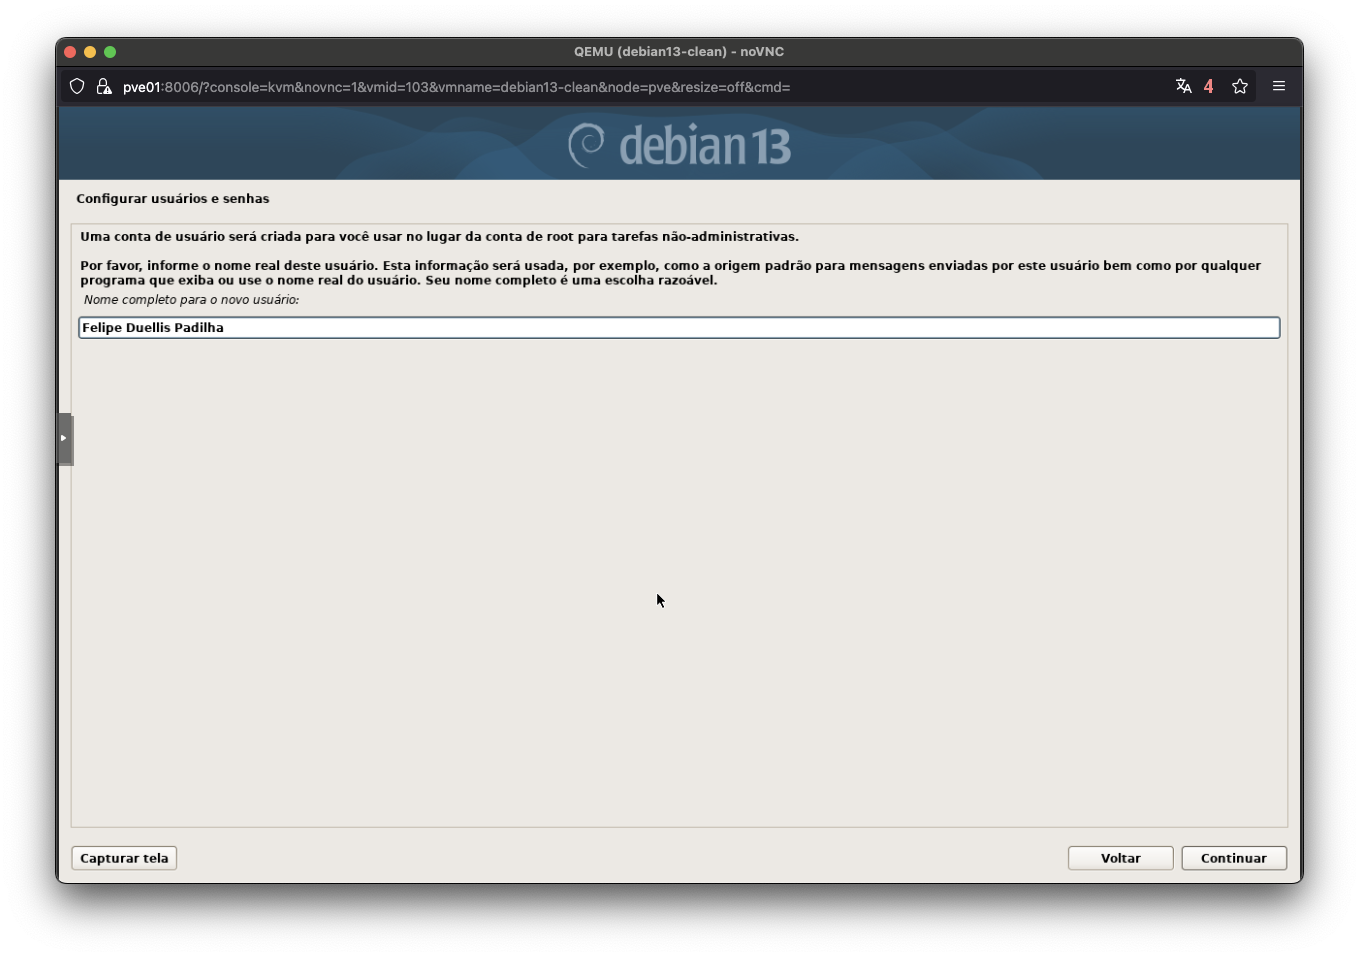 QEMU (debian13-clean) - noVNC
pve01:8006/?console=kvm&novnc=1&vmid=103&vmname=debian13-clean&node=pve&resize=off&cmd=
4
debian 13
Configurar usuários e senhas
Uma conta de usuário será criada para você usar no lugar da conta de root para tarefas não-administrativas.
Por favor, informe o nome real deste usuário. Esta informação será usada, por exemplo, como a origem padrão para mensagens enviadas por este usuário bem como por qualquer
programa que exiba ou use o nome real do usuário. Seu nome completo é uma escolha razoável.
Nome completo para o novo usuário:
Felipe Duellis Padilha
Capturar tela
Voltar
Continuar